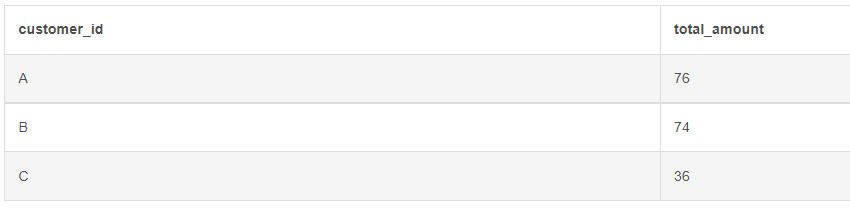 customer_id total_amount
A 76
B 74
C 36